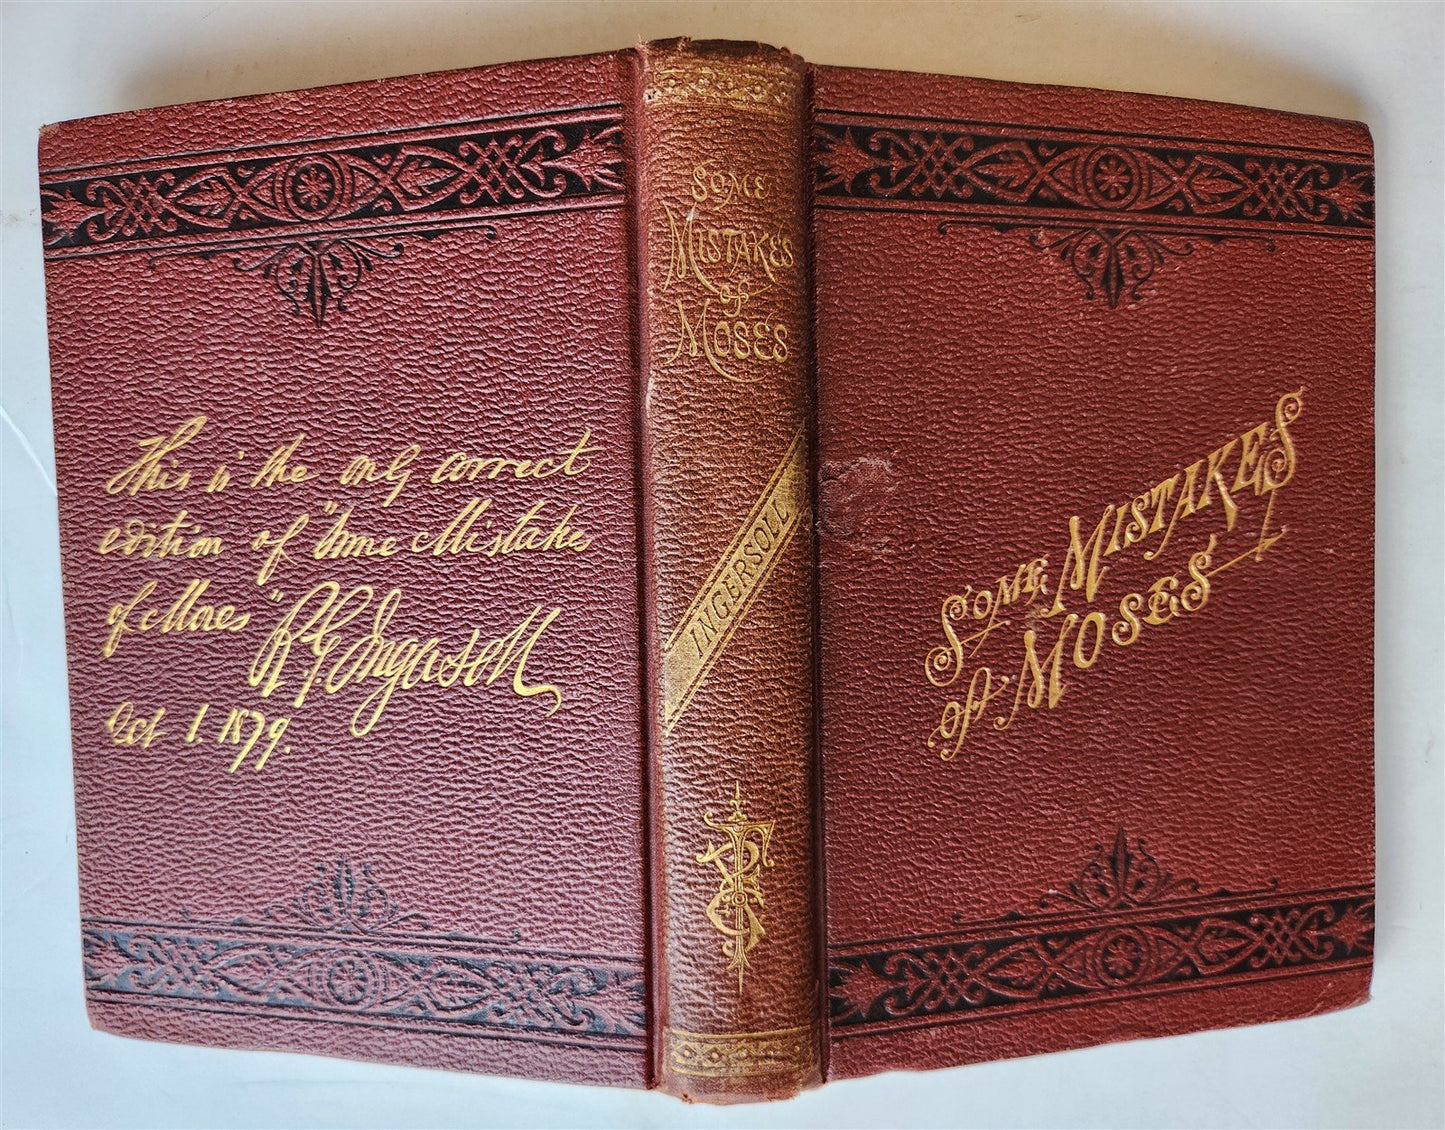 This is the only correct
edition of "Some Mistakes
of Moses"
R. G. Ingersoll
Oct 1. 1879.
SOME
MISTAKES
of
MOSES
INGERSOLL
SOME MISTAKES
of MOSES